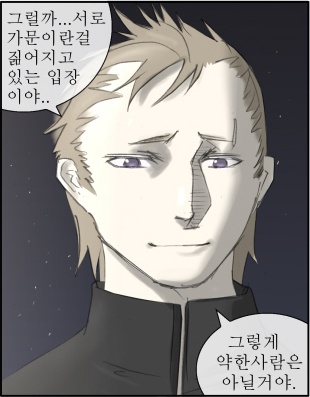 그럴까...서로
가문이란걸
짊어지고
있는 입장
이야..
그렇게
약한사람은
아닐거야.